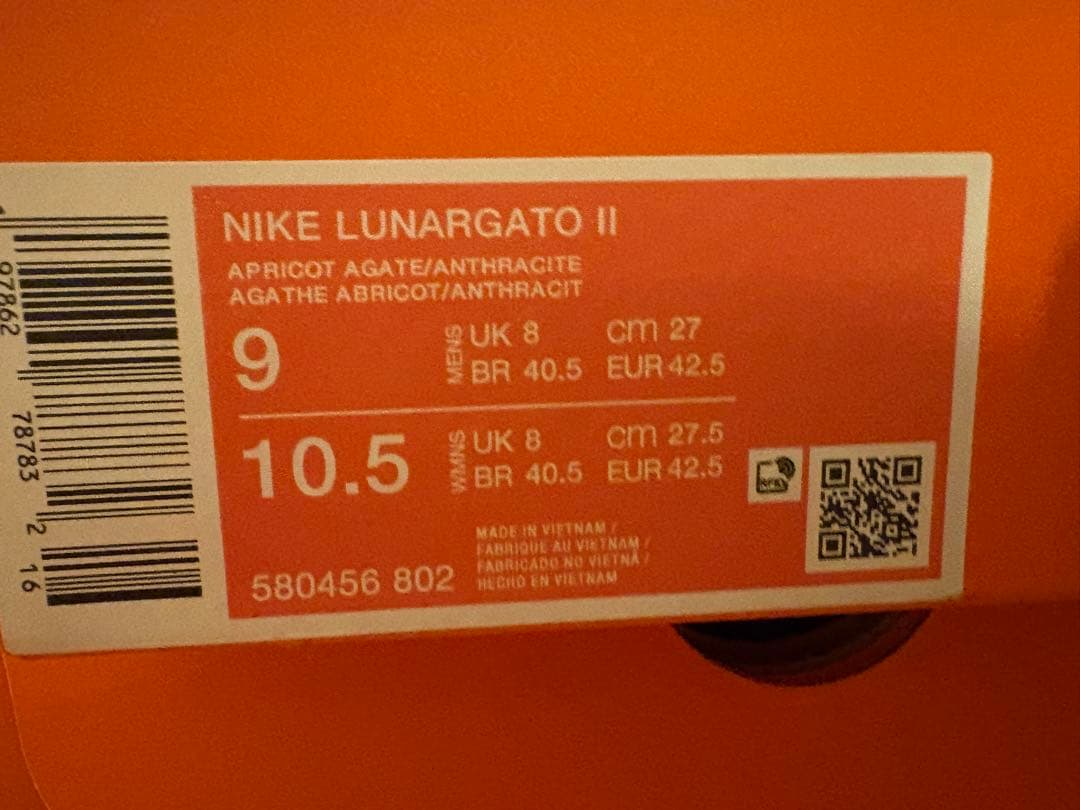 NIKE LUNARGATO II
APRICOT AGATE/ANTHRACITE
AGATHE ABRICOT/ANTHRACIT
9
MENS
UK 8 cm 27
BR 40.5 EUR 42.5
10.5
WMNS
UK 8 cm 27.5
BR 40.5 EUR 42.5
MADE IN VIETNAM /
FABRIQUE AU VIETNAM /
FABRICADO NO VIETNÃ /
HECHO EN VIETNAM
580456 802
97862 78783 2 16